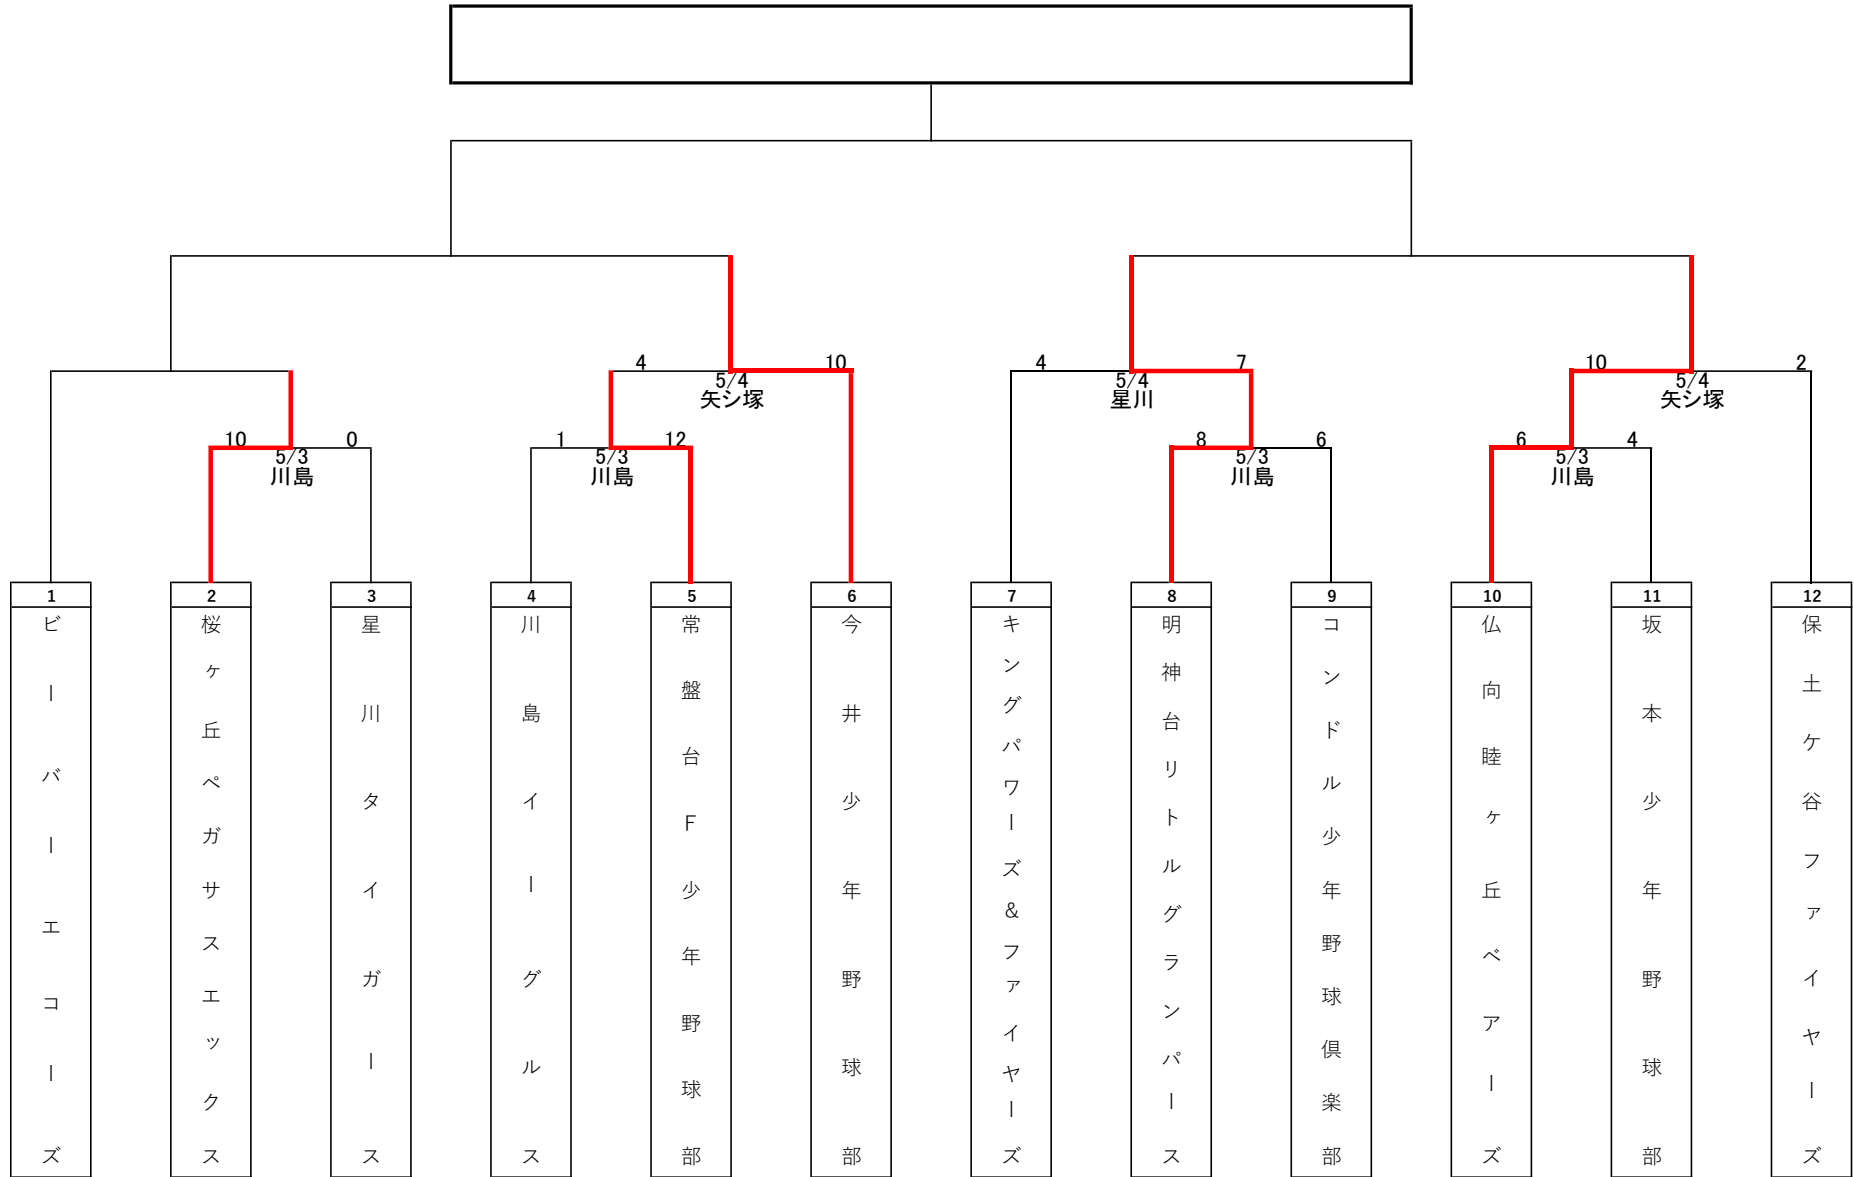 4 10
5/4
矢シ塚
4 7
5/4
星川
10 2
5/4
矢シ塚
10 0
5/3
川島
1 12
5/3
川島
8 6
5/3
川島
6 4
5/3
川島
1
ビーバーエコーズ
2
桜ヶ丘ペガサスエックス
3
星川タイガース
4
川島イーグルス
5
常盤台F少年野球部
6
今井少年野球部
7
キングパワーズ&ファイヤーズ
8
明神台リトルグランパース
9
コンドル少年野球倶楽部
10
仏向睦ヶ丘ベアーズ
11
坂本少年野球部
12
保土ケ谷ファイヤーズ